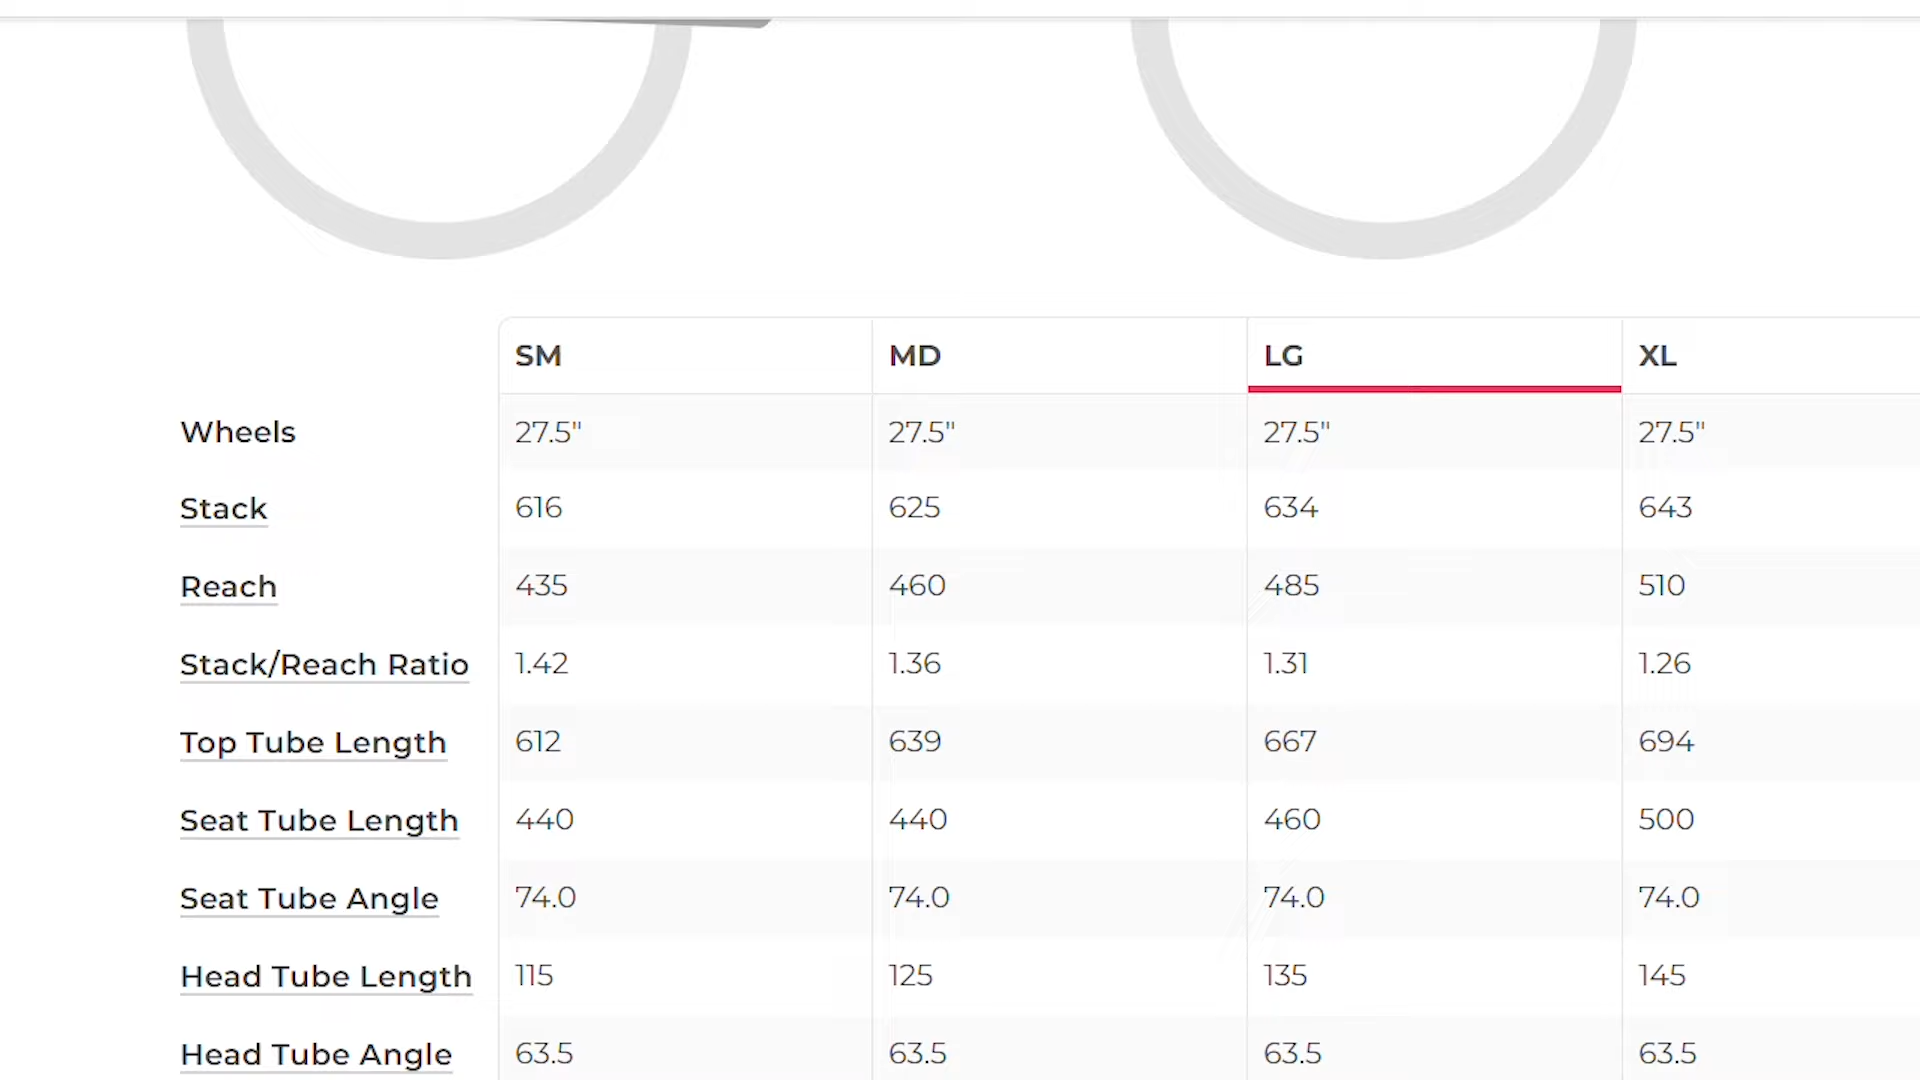 SM MD LG XL
Wheels 27.5" 27.5" 27.5" 27.5"
Stack 616 625 634 643
Reach 435 460 485 510
Stack/Reach Ratio 1.42 1.36 1.31 1.26
Top Tube Length 612 639 667 694
Seat Tube Length 440 440 460 500
Seat Tube Angle 74.0 74.0 74.0 74.0
Head Tube Length 115 125 135 145
Head Tube Angle 63.5 63.5 63.5 63.5